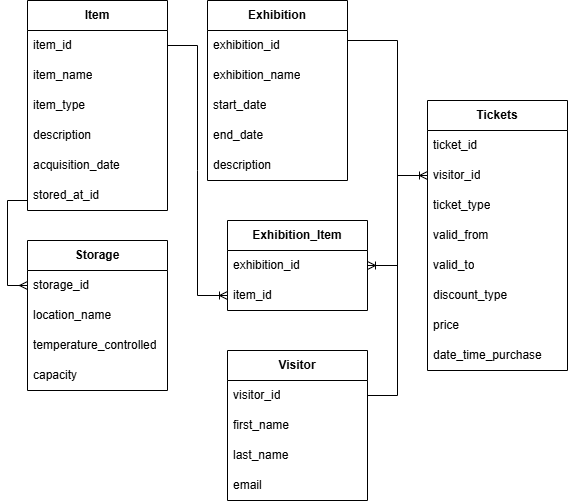 Item
item_id
item_name
item_type
description
acquisition_date
stored_at_id
Exhibition
exhibition_id
exhibition_name
start_date
end_date
description
Tickets
ticket_id
visitor_id
ticket_type
valid_from
valid_to
discount_type
price
date_time_purchase
Exhibition_Item
exhibition_id
item_id
Storage
storage_id
location_name
temperature_controlled
capacity
Visitor
visitor_id
first_name
last_name
email